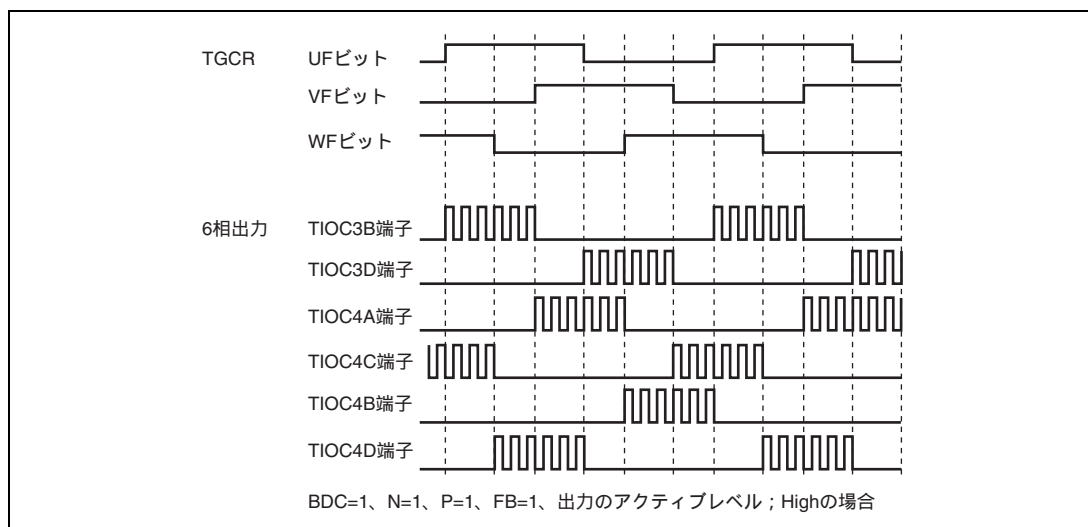 TGCR UFビット
VFビット
WFビット
6相出力 TIOC3B端子
TIOC3D端子
TIOC4A端子
TIOC4C端子
TIOC4B端子
TIOC4D端子
BDC=1、N=1、P=1、FB=1、出力のアクティブレベル；Highの場合